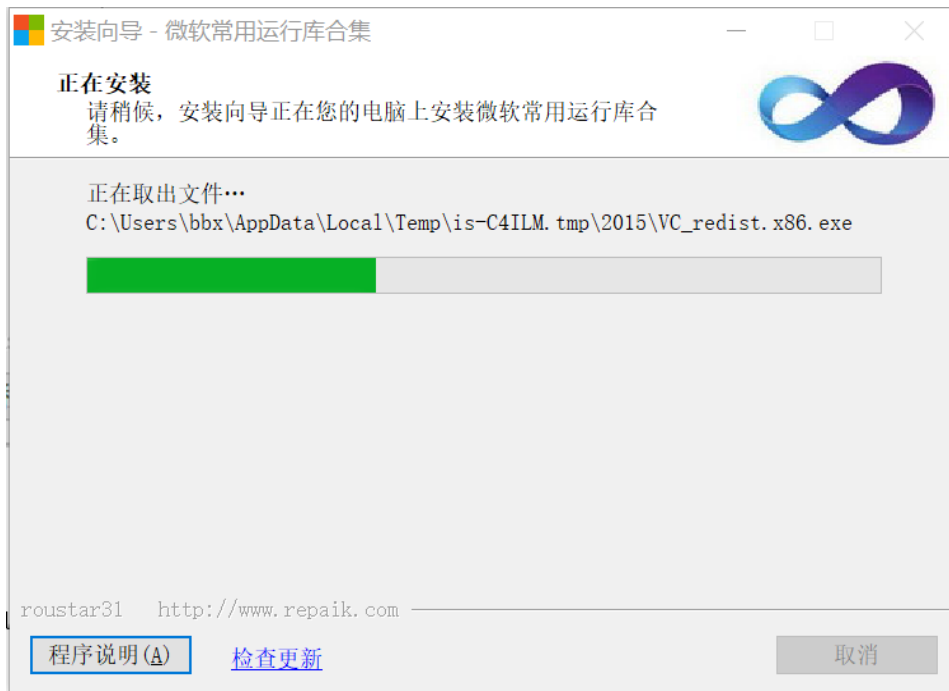 安装向导 - 微软常用运行库合集
正在安装
请稍候，安装向导正在您的电脑上安装微软常用运行库合
集。
正在取出文件…
C:\Users\bbx\AppData\Local\Temp\is-C4ILM.tmp\2015\VC_redist.x86.exe
roustar31 http://www.repaik.com
程序说明(A) 检查更新 取消